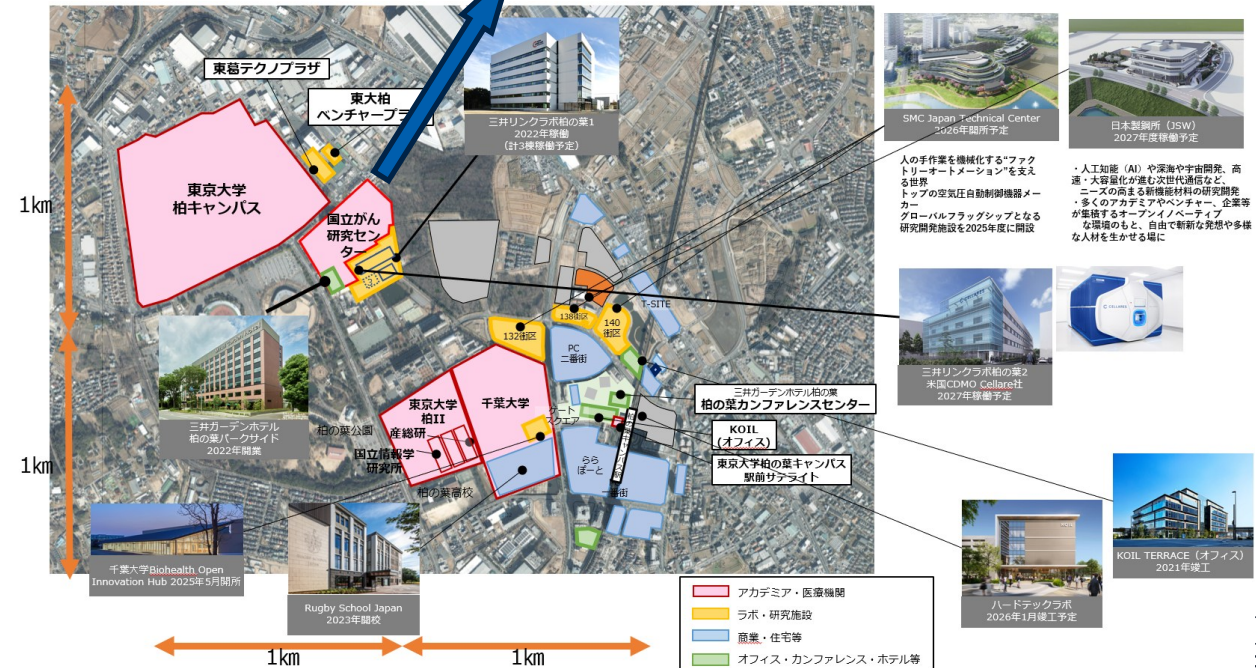 東葛テクノプラザ
東大柏
ベンチャープラ
三井リンクラボ柏の葉1
2022年稼働
(計3棟稼働予定)
SMC Japan Technical Center
2026年開所予定
日本製鋼所（JSW）
2027年度稼働予定
人の手作業を機械化する“ファク
トリーオートメーション”を支え
る世界
トップの空気圧自動制御機器メー
カー
グローバルフラッグシップとなる
研究開発施設を2025年度に開設
・人工知能（AI）や深海や宇宙開発、高
速・大容量化が進む次世代通信など、
ニーズの高まる新機能材料の研究開発
・多くのアカデミアやベンチャー、企業等
が集積するオープンイノベーティブ
な環境のもと、自由で斬新な発想や多様
な人材を生かせる場に
1km
東京大学
柏キャンパス
国立がん
研究セン
ター
T-SITE
138街区
140
街区
132街区
PC
二番街
CELLARES
三井リンクラボ柏の葉2
米国CDMO Cellare社
2027年稼働予定
三井ガーデンホテル
柏の葉パークサイド
2022年開業
柏の葉公園
東京大学
柏II
産総研
国立情報学
研究所
千葉大学
ゲート
スクエア
三井ガーデンホテル柏の葉
柏の葉カンファレンスセンター
KOIL
(オフィス)
東京大学柏の葉キャンパス
駅前サテライト
らら
ぽーと
一番街
柏の葉高校
1km
千葉大学Biohealth Open
Innovation Hub 2025年5月開所
Rugby School Japan
2023年開校
KOIL TERRACE（オフィス）
2021年竣工
ハードテックラボ
2026年1月竣工予定
アカデミア・医療機関
ラボ・研究施設
商業・住宅等
オフィス・カンファレンス・ホテル等
1km
1km